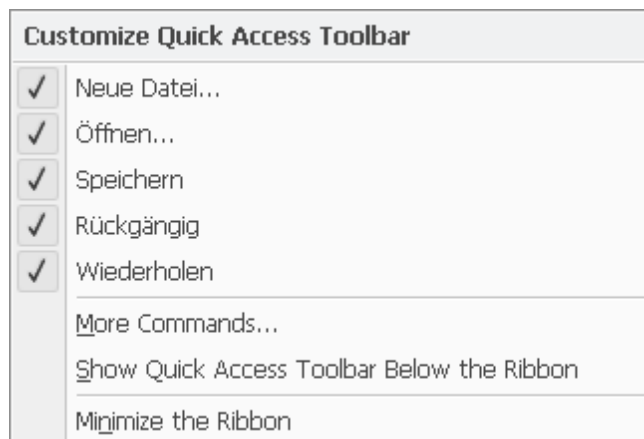 Customize Quick Access Toolbar
Neue Datei...
Öffnen...
Speichern
Rückgängig
Wiederholen
More Commands...
Show Quick Access Toolbar Below the Ribbon
Minimize the Ribbon